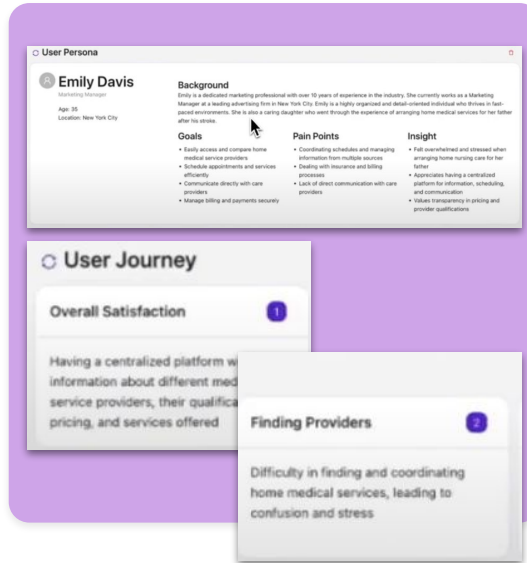 User Persona
Emily Davis
Marketing Manager
Age: 35
Location: New York City
Background
Emily is a dedicated marketing professional with over 10 years of experience in the industry. She currently works as a Marketing
Manager at a leading advertising firm in New York City. Emily is a highly organized and detail-oriented individual who thrives in fast-
paced environments. She is also a caring daughter who went through the experience of arranging home medical services for her father
after his stroke.
Goals
• Easily access and compare home
medical service providers
• Schedule appointments and services
efficiently
• Communicate directly with care
providers
• Manage billing and payments securely
Pain Points
• Coordinating schedules and managing
information from multiple sources
• Dealing with insurance and billing
processes
• Lack of direct communication with care
providers
Insight
• Felt overwhelmed and stressed when
arranging home nursing care for her
father
• Appreciates having a centralized
platform for information, scheduling,
and communication
• Values transparency in pricing and
provider qualifications
User Journey
Overall Satisfaction
1
Having a centralized platform
information about different med
service providers, their qualifica
pricing, and services offered
Finding Providers
2
Difficulty in finding and coordinating
home medical services, leading to
confusion and stress